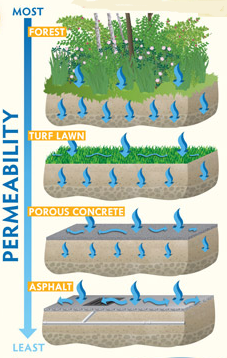 MOST
FOREST
TURF LAWN
PERMEABILITY
POROUS CONCRETE
ASPHALT
LEAST